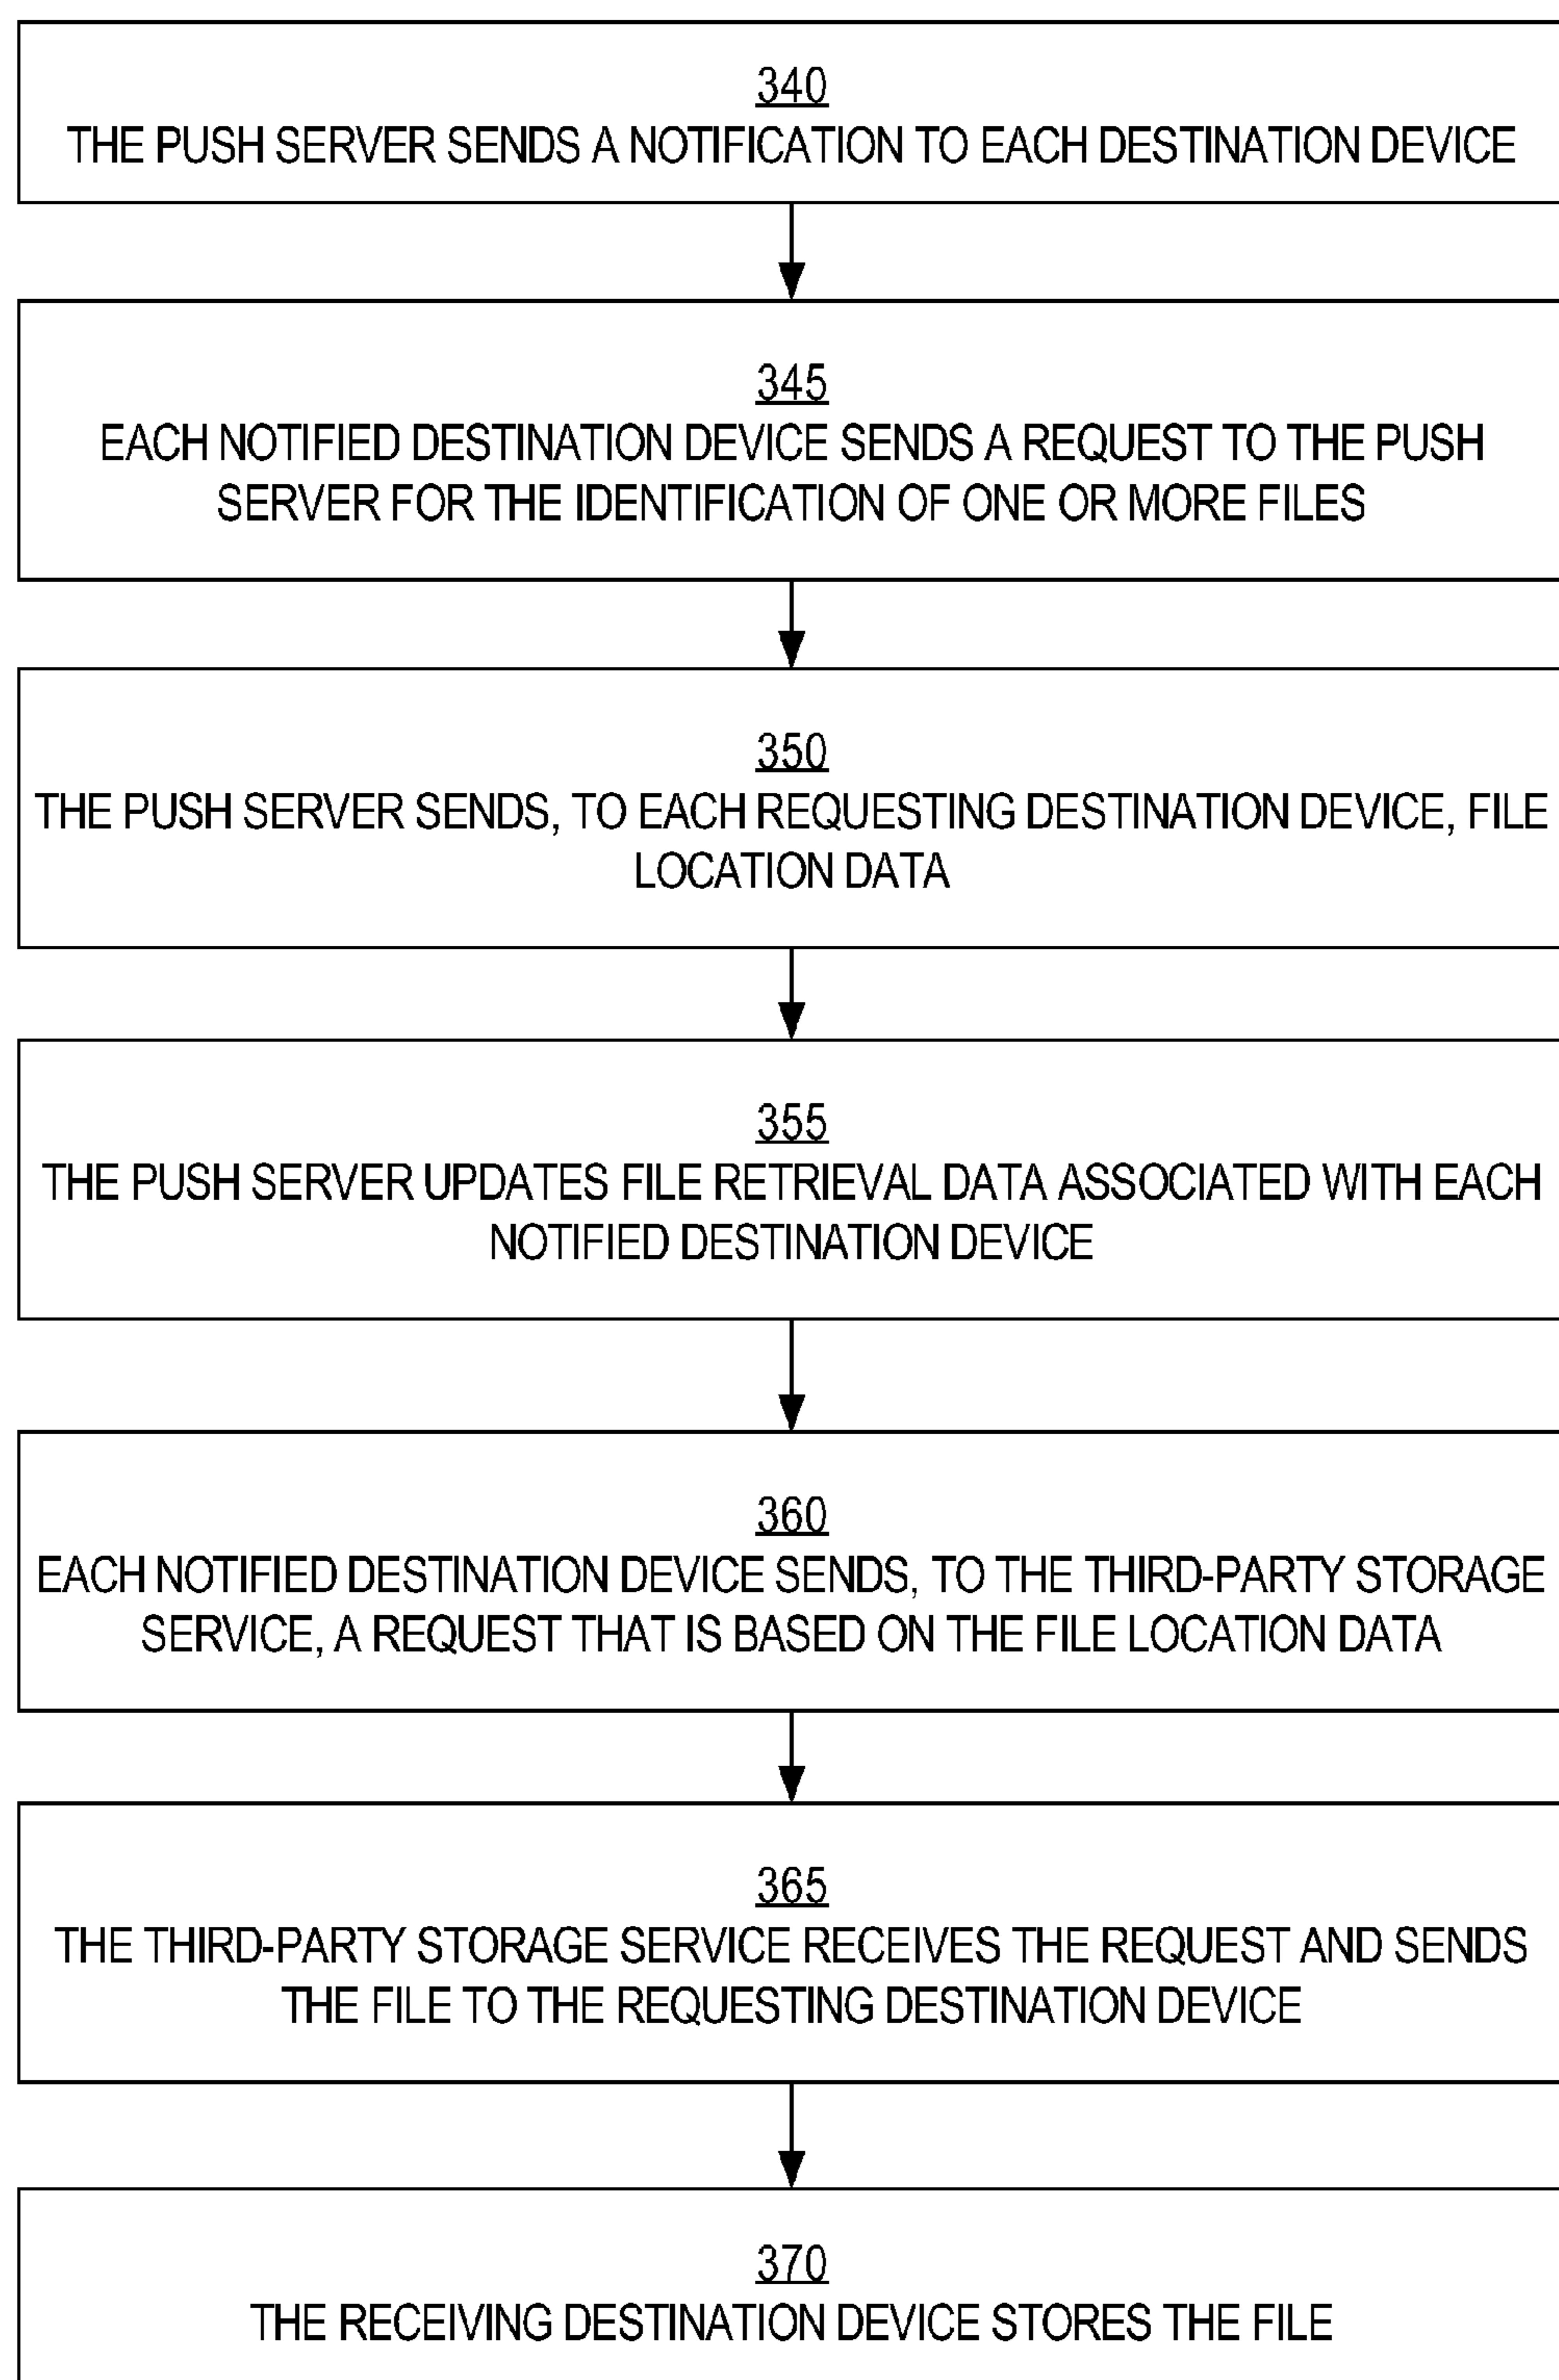 340
THE PUSH SERVER SENDS A NOTIFICATION TO EACH DESTINATION DEVICE
345
EACH NOTIFIED DESTINATION DEVICE SENDS A REQUEST TO THE PUSH
SERVER FOR THE IDENTIFICATION OF ONE OR MORE FILES
350
THE PUSH SERVER SENDS, TO EACH REQUESTING DESTINATION DEVICE, FILE
LOCATION DATA
355
THE PUSH SERVER UPDATES FILE RETRIEVAL DATA ASSOCIATED WITH EACH
NOTIFIED DESTINATION DEVICE
360
EACH NOTIFIED DESTINATION DEVICE SENDS, TO THE THIRD-PARTY STORAGE
SERVICE, A REQUEST THAT IS BASED ON THE FILE LOCATION DATA
365
THE THIRD-PARTY STORAGE SERVICE RECEIVES THE REQUEST AND SENDS
THE FILE TO THE REQUESTING DESTINATION DEVICE
370
THE RECEIVING DESTINATION DEVICE STORES THE FILE